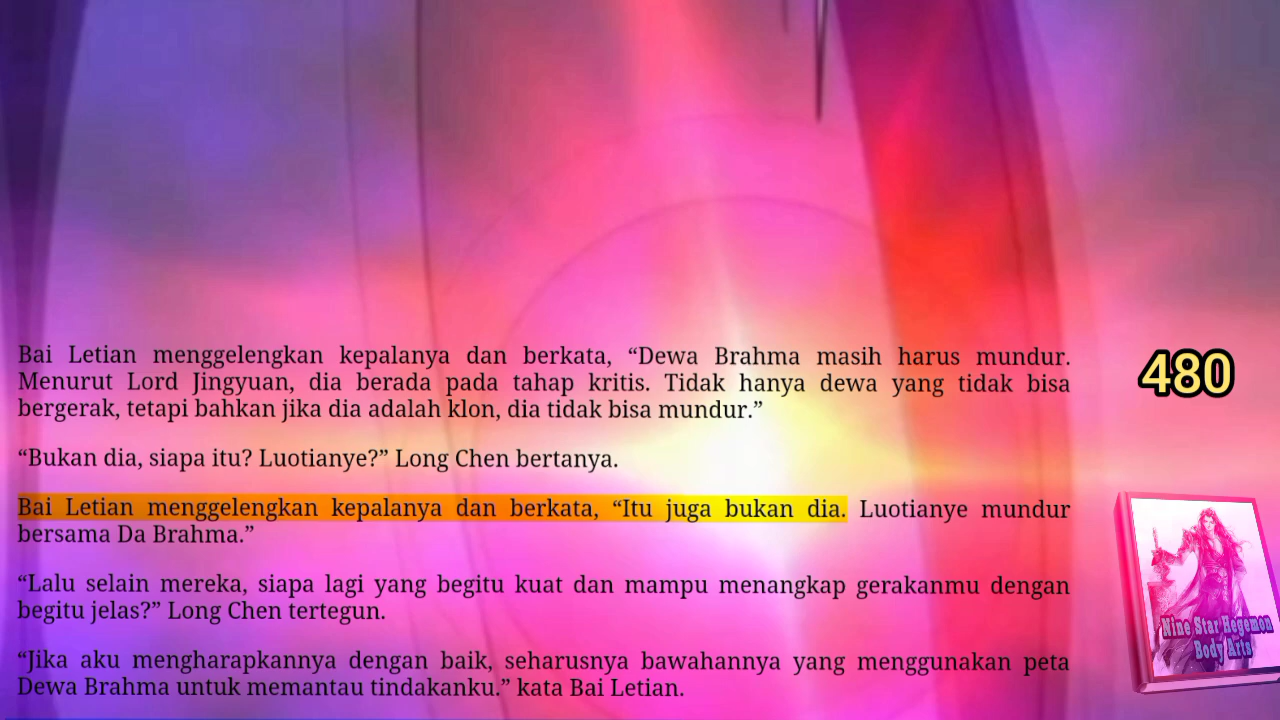 Bai Letian menggelengkan kepalanya dan berkata, “Dewa Brahma masih harus mundur.
Menurut Lord Jingyuan, dia berada pada tahap kritis. Tidak hanya dewa yang tidak bisa
bergerak, tetapi bahkan jika dia adalah klon, dia tidak bisa mundur.”
480
“Bukan dia, siapa itu? Luotianye?” Long Chen bertanya.
Bai Letian menggelengkan kepalanya dan berkata, “Itu juga bukan dia. Luotianye mundur
bersama Da Brahma.”
“Lalu selain mereka, siapa lagi yang begitu kuat dan mampu menangkap gerakanmu dengan
begitu jelas?” Long Chen tertegun.
“Jika aku mengharapkannya dengan baik, seharusnya bawahannya yang menggunakan peta
Dewa Brahma untuk memantau tindakanku.” kata Bai Letian.
Nine Star Hegemon
Body Arts